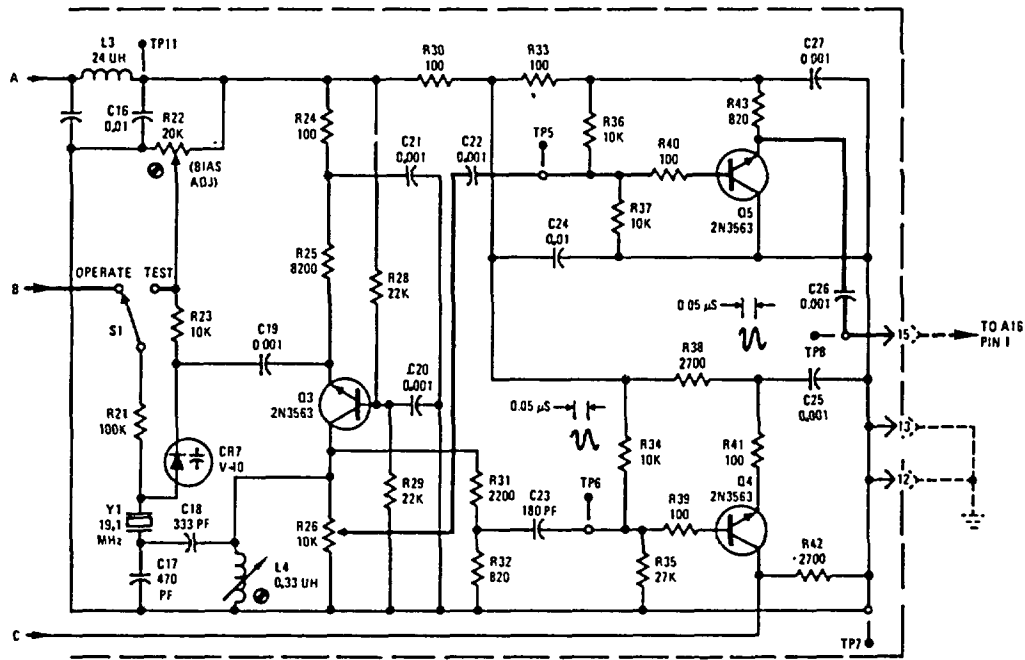 L3
24 UH
TP11
A
C16
0.01
R22
20K
(BIAS
ADJ)
R24
100
R30
100
R33
100
C27
0.001
R43
820
R36
10K
TP5
C21
0.001
C22
0.001
R40
100
Q5
2N3563
R37
10K
C24
0.01
R25
8200
R28
22K
OPERATE
TEST
B
S1
R23
10K
C19
0.001
0.05 µS
C26
0.001
15
TO A16
PIN 1
TP8
R38
2700
C25
0.001
Q3
2N3563
C20
0.001
0.05 µS
R21
100K
CR7
V-10
13
R34
10K
R41
100
Q4
2N3563
R31
2200
C23
180 PF
TP6
R39
100
12
R29
22K
Y1
19.1
MHz
C18
333 PF
R26
10K
R32
820
R35
27K
R42
2700
C17
470
PF
L4
0.33 UH
C
TP7